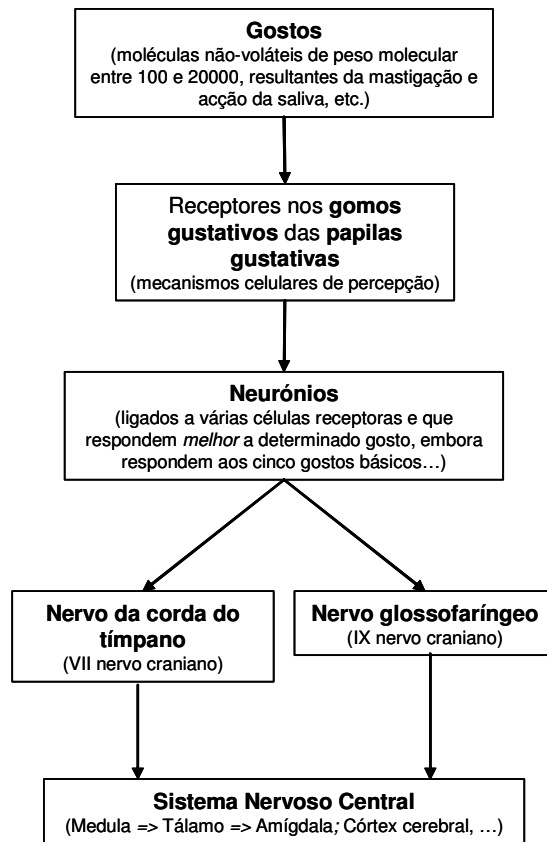 Gostos
(moléculas não-voláteis de peso molecular
entre 100 e 20000, resultantes da mastigação e
acção da saliva, etc.)
Receptores nos gomos
gustativos das papilas
gustativas
(mecanismos celulares de percepção)
Neurónios
(ligados a várias células receptoras e que
respondem melhor a determinado gosto, embora
respondem aos cinco gostos básicos…)
Nervo da corda do
tímpano
(VII nervo craniano)
Nervo glossofaríngeo
(IX nervo craniano)
Sistema Nervoso Central
(Medula => Tálamo => Amígdala; Córtex cerebral, …)